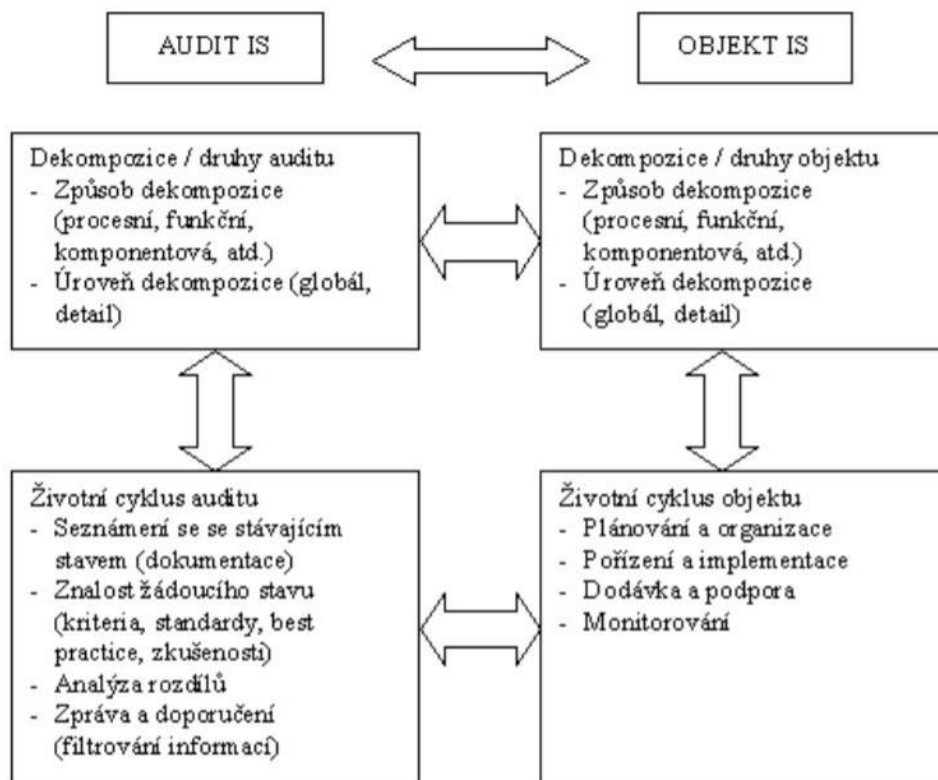 AUDIT IS
OBJEKT IS
Dekompozice / druhy auditu
- Způsob dekompozice
(procesní, funkční,
komponentová, atd.)
- Úroveň dekompozice (globál,
detail)
Dekompozice / druhy objektu
- Způsob dekompozice
(procesní, funkční,
komponentová, atd.)
- Úroveň dekompozice
(globál, detail)
Životní cyklus auditu
- Seznámení se se stávajícím
stavem (dokumentace)
- Znalost žádoucího stavu
(kriteria, standardy, best
practice, zkušenosti)
- Analýza rozdílů
- Zpráva a doporučení
(filtrování informací)
Životní cyklus objektu
- Plánování a organizace
- Pořízení a implementace
- Dodávka a podpora
- Monitorování